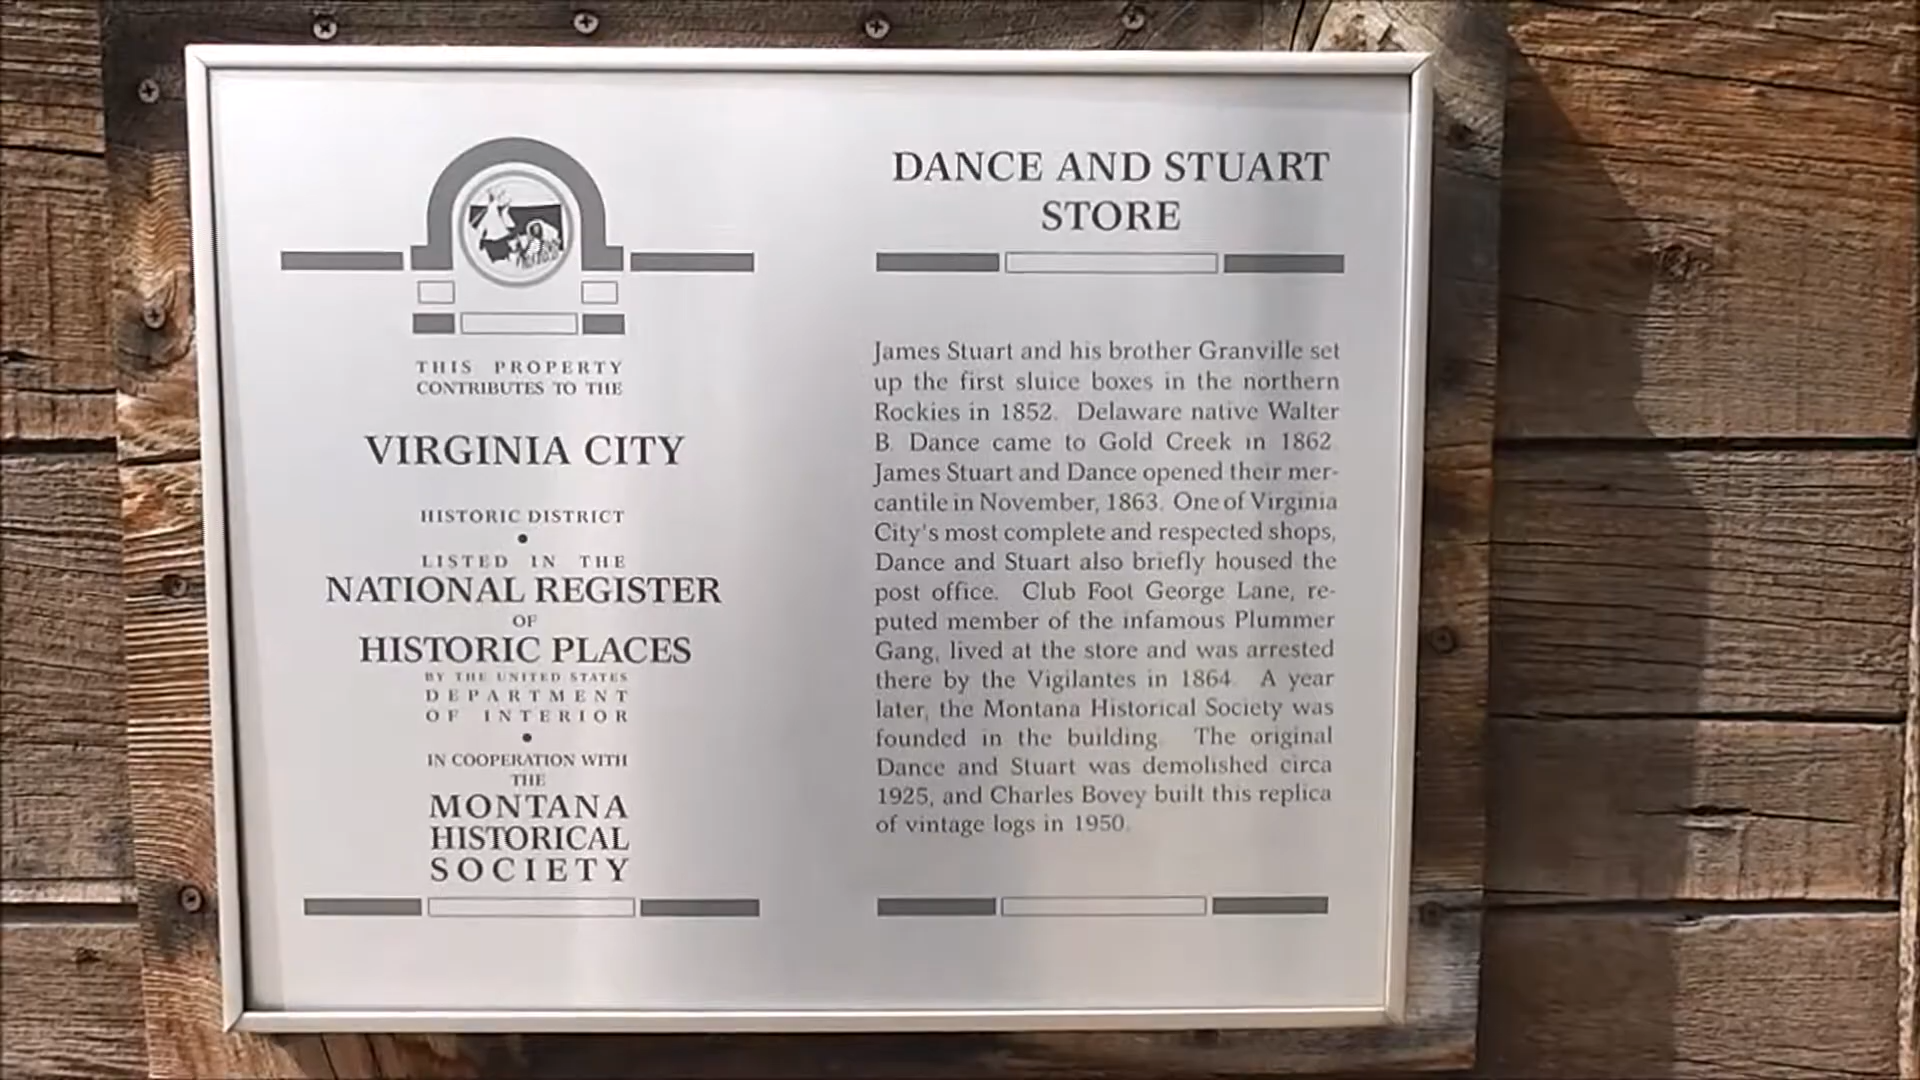 THIS PROPERTY
CONTRIBUTES TO THE
VIRGINIA CITY
HISTORIC DISTRICT
•
LISTED IN THE
NATIONAL REGISTER
OF
HISTORIC PLACES
BY THE UNITED STATES
DEPARTMENT
OF INTERIOR
•
IN COOPERATION WITH
THE
MONTANA
HISTORICAL
SOCIETY
DANCE AND STUART
STORE
James Stuart and his brother Granville set
up the first sluice boxes in the northern
Rockies in 1852. Delaware native Walter
B. Dance came to Gold Creek in 1862.
James Stuart and Dance opened their mer-
cantile in November, 1863. One of Virginia
City's most complete and respected shops,
Dance and Stuart also briefly housed the
post office. Club Foot George Lane, re-
puted member of the infamous Plummer
Gang, lived at the store and was arrested
there by the Vigilantes in 1864. A year
later, the Montana Historical Society was
founded in the building. The original
Dance and Stuart was demolished circa
1925, and Charles Bovey built this replica
of vintage logs in 1950.